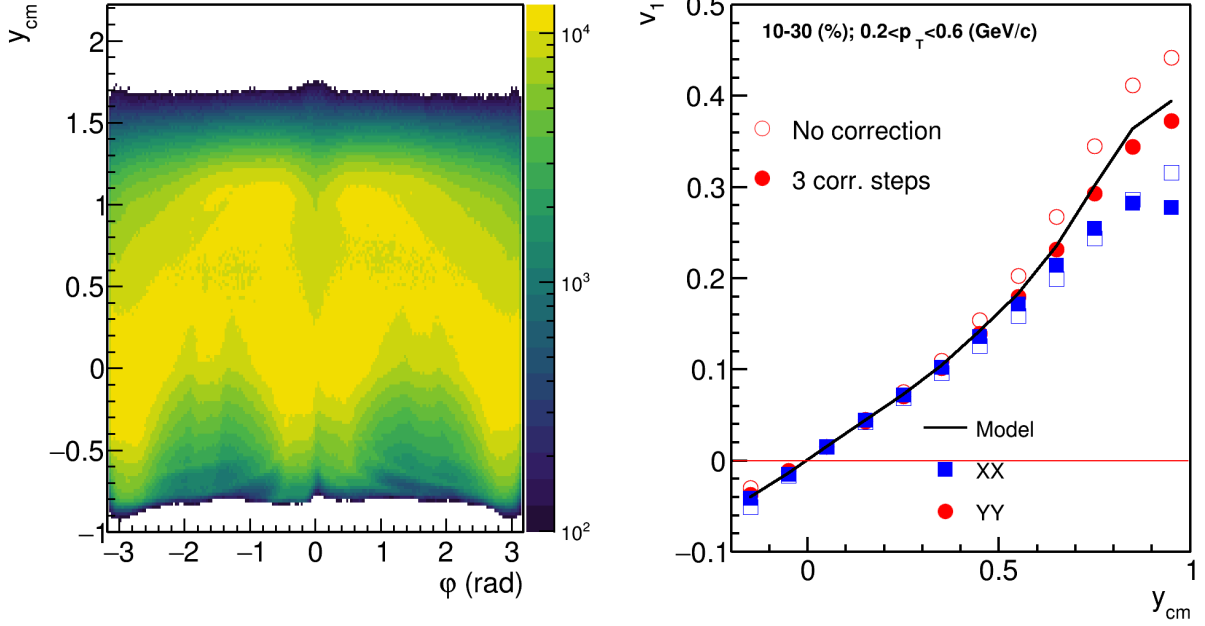 y_cm
2
1.5
1
0.5
0
−0.5
−1
−3 −2 −1 0 1 2 3
φ (rad)
10^4
10^3
10^2
v_1
0.5
0.4
0.3
0.2
0.1
0
−0.1
10-30 (%); 0.2<p_T<0.6 (GeV/c)
No correction
3 corr. steps
Model
XX
YY
0 0.5 1
y_cm